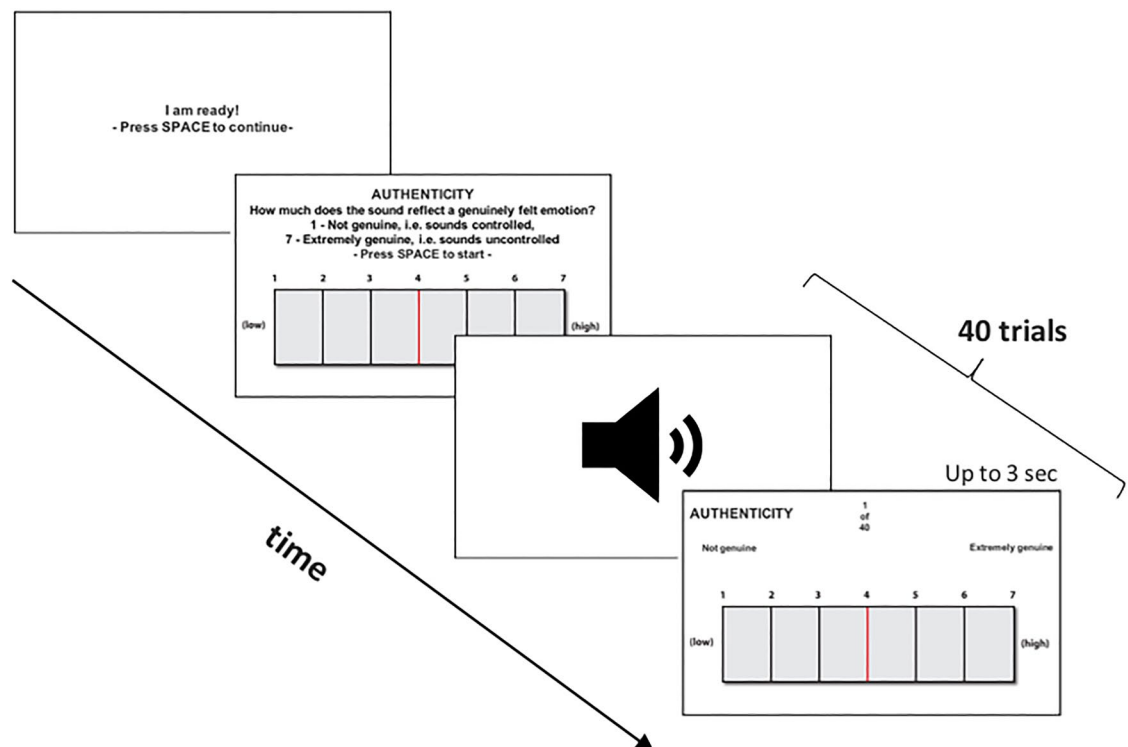 I am ready!
- Press SPACE to continue-
AUTHENTICITY
How much does the sound reflect a genuinely felt emotion?
1 - Not genuine, i.e. sounds controlled,
7 - Extremely genuine, i.e. sounds uncontrolled
- Press SPACE to start -
1 2 3 4 5 6 7
(low) (high)
40 trials
Up to 3 sec
time
AUTHENTICITY
1
of
40
Not genuine Extremely genuine
1 2 3 4 5 6 7
(low) (high)